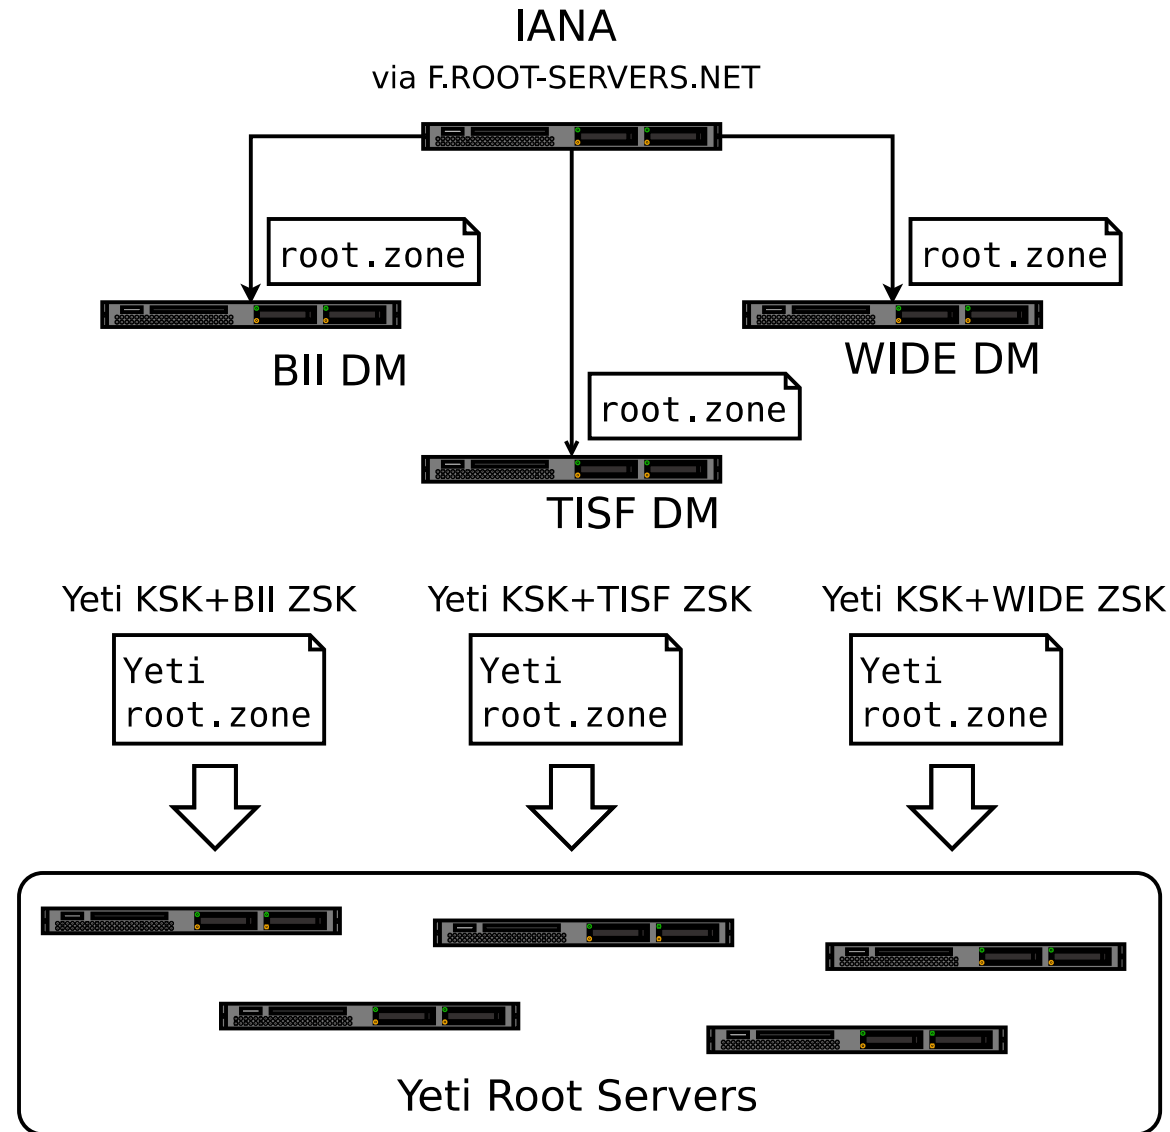 IANA
via F.ROOT-SERVERS.NET
root.zone
root.zone
BII DM
WIDE DM
root.zone
TISF DM
Yeti KSK+BII ZSK
Yeti KSK+TISF ZSK
Yeti KSK+WIDE ZSK
Yeti
root.zone
Yeti
root.zone
Yeti
root.zone
Yeti Root Servers